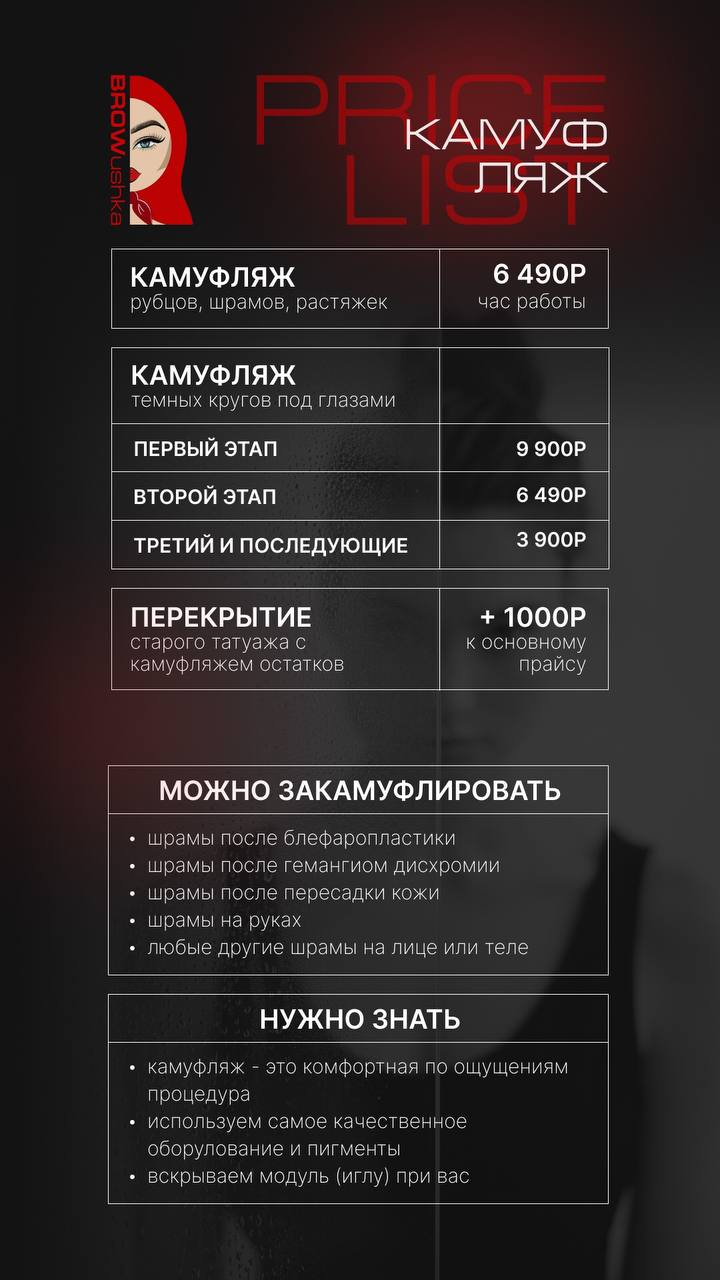 BROWushka
PRICE
LIST
КАМУФ
ЛЯЖ
КАМУФЛЯЖ
рубцов, шрамов, растяжек
6 490Р
час работы
КАМУФЛЯЖ
темных кругов под глазами
ПЕРВЫЙ ЭТАП
9 900Р
ВТОРОЙ ЭТАП
6 490Р
ТРЕТИЙ И ПОСЛЕДУЮЩИЕ
3 900Р
ПЕРЕКРЫТИЕ
старого татуажа с
камуфляжем остатков
+ 1000Р
к основному
прайсу
МОЖНО ЗАКАМУФЛИРОВАТЬ
• шрамы после блефаропластики
• шрамы после гемангиом дисхромии
• шрамы после пересадки кожи
• шрамы на руках
• любые другие шрамы на лице или теле
НУЖНО ЗНАТЬ
• камуфляж - это комфортная по ощущениям
процедура
• используем самое качественное
оборулование и пигменты
• вскрываем модуль (иглу) при вас